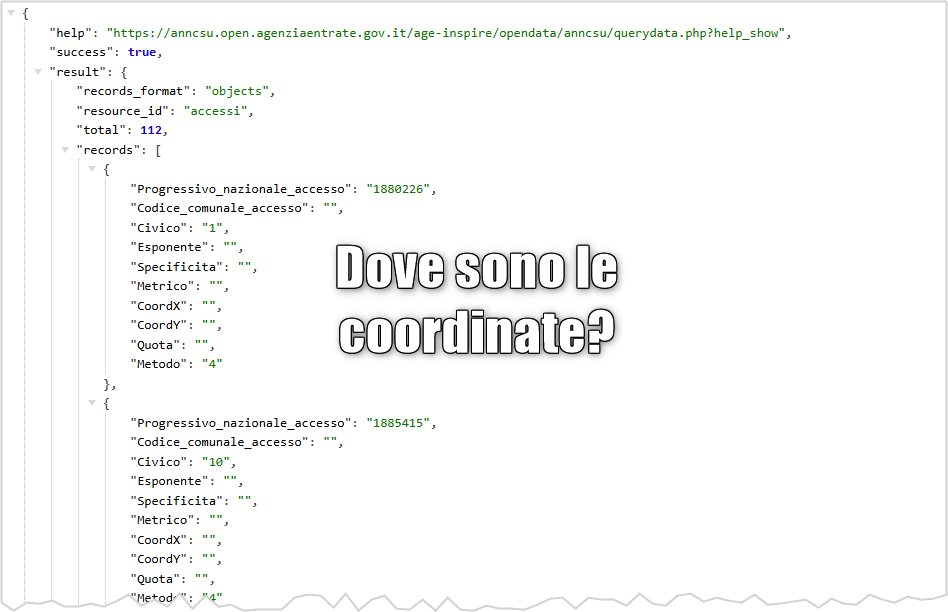 {
"help": "https://anncsu.open.agenziaentrate.gov.it/age-inspire/opendata/anncsu/querydata.php?help_show",
"success": true,
"result": {
"records_format": "objects",
"resource_id": "accessi",
"total": 112,
"records": [
{
"Progressivo_nazionale_accesso": "1880226",
"Codice_comunale_accesso": "",
"Civico": "1",
"Esponente": "",
"Specificita": "",
"Metrico": "",
"CoordX": "",
"CoordY": "",
"Quota": "",
"Metodo": "4"
},
{
"Progressivo_nazionale_accesso": "1885415",
"Codice_comunale_accesso": "",
"Civico": "10",
"Esponente": "",
"Specificita": "",
"Metrico": "",
"CoordX": "",
"CoordY": "",
"Quota": "",
"Metodo": "4"
Dove sono le
coordinate?